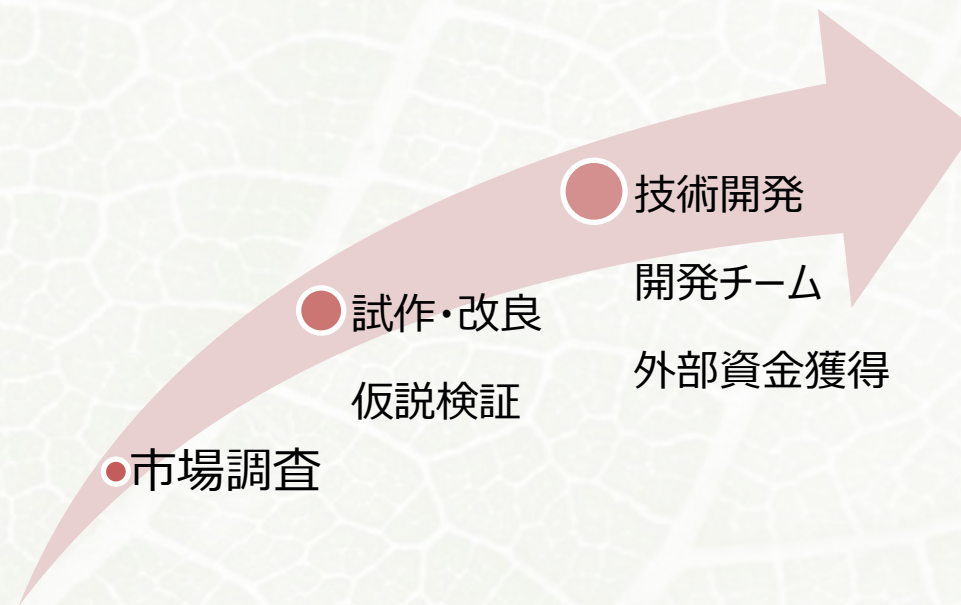 技術開発
開発チーム
外部資金獲得
試作・改良
仮説検証
市場調査